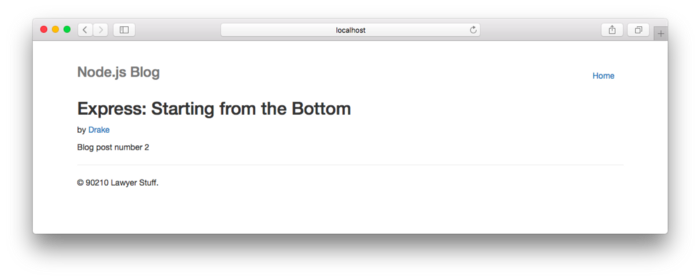 localhost
Node.js Blog
Home
Express: Starting from the Bottom
by Drake
Blog post number 2
© 90210 Lawyer Stuff.